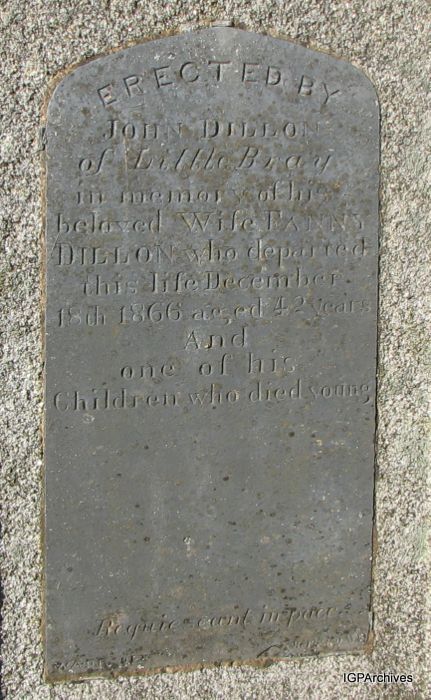 ERECTED BY
JOHN DILLON
of Little Bray
in memory of his
beloved Wife FANNY
DILLON who departed
this life December
18th 1866 aged 42 years
And
one of his
Children who died young
Requiescant in pace
IGPArchives